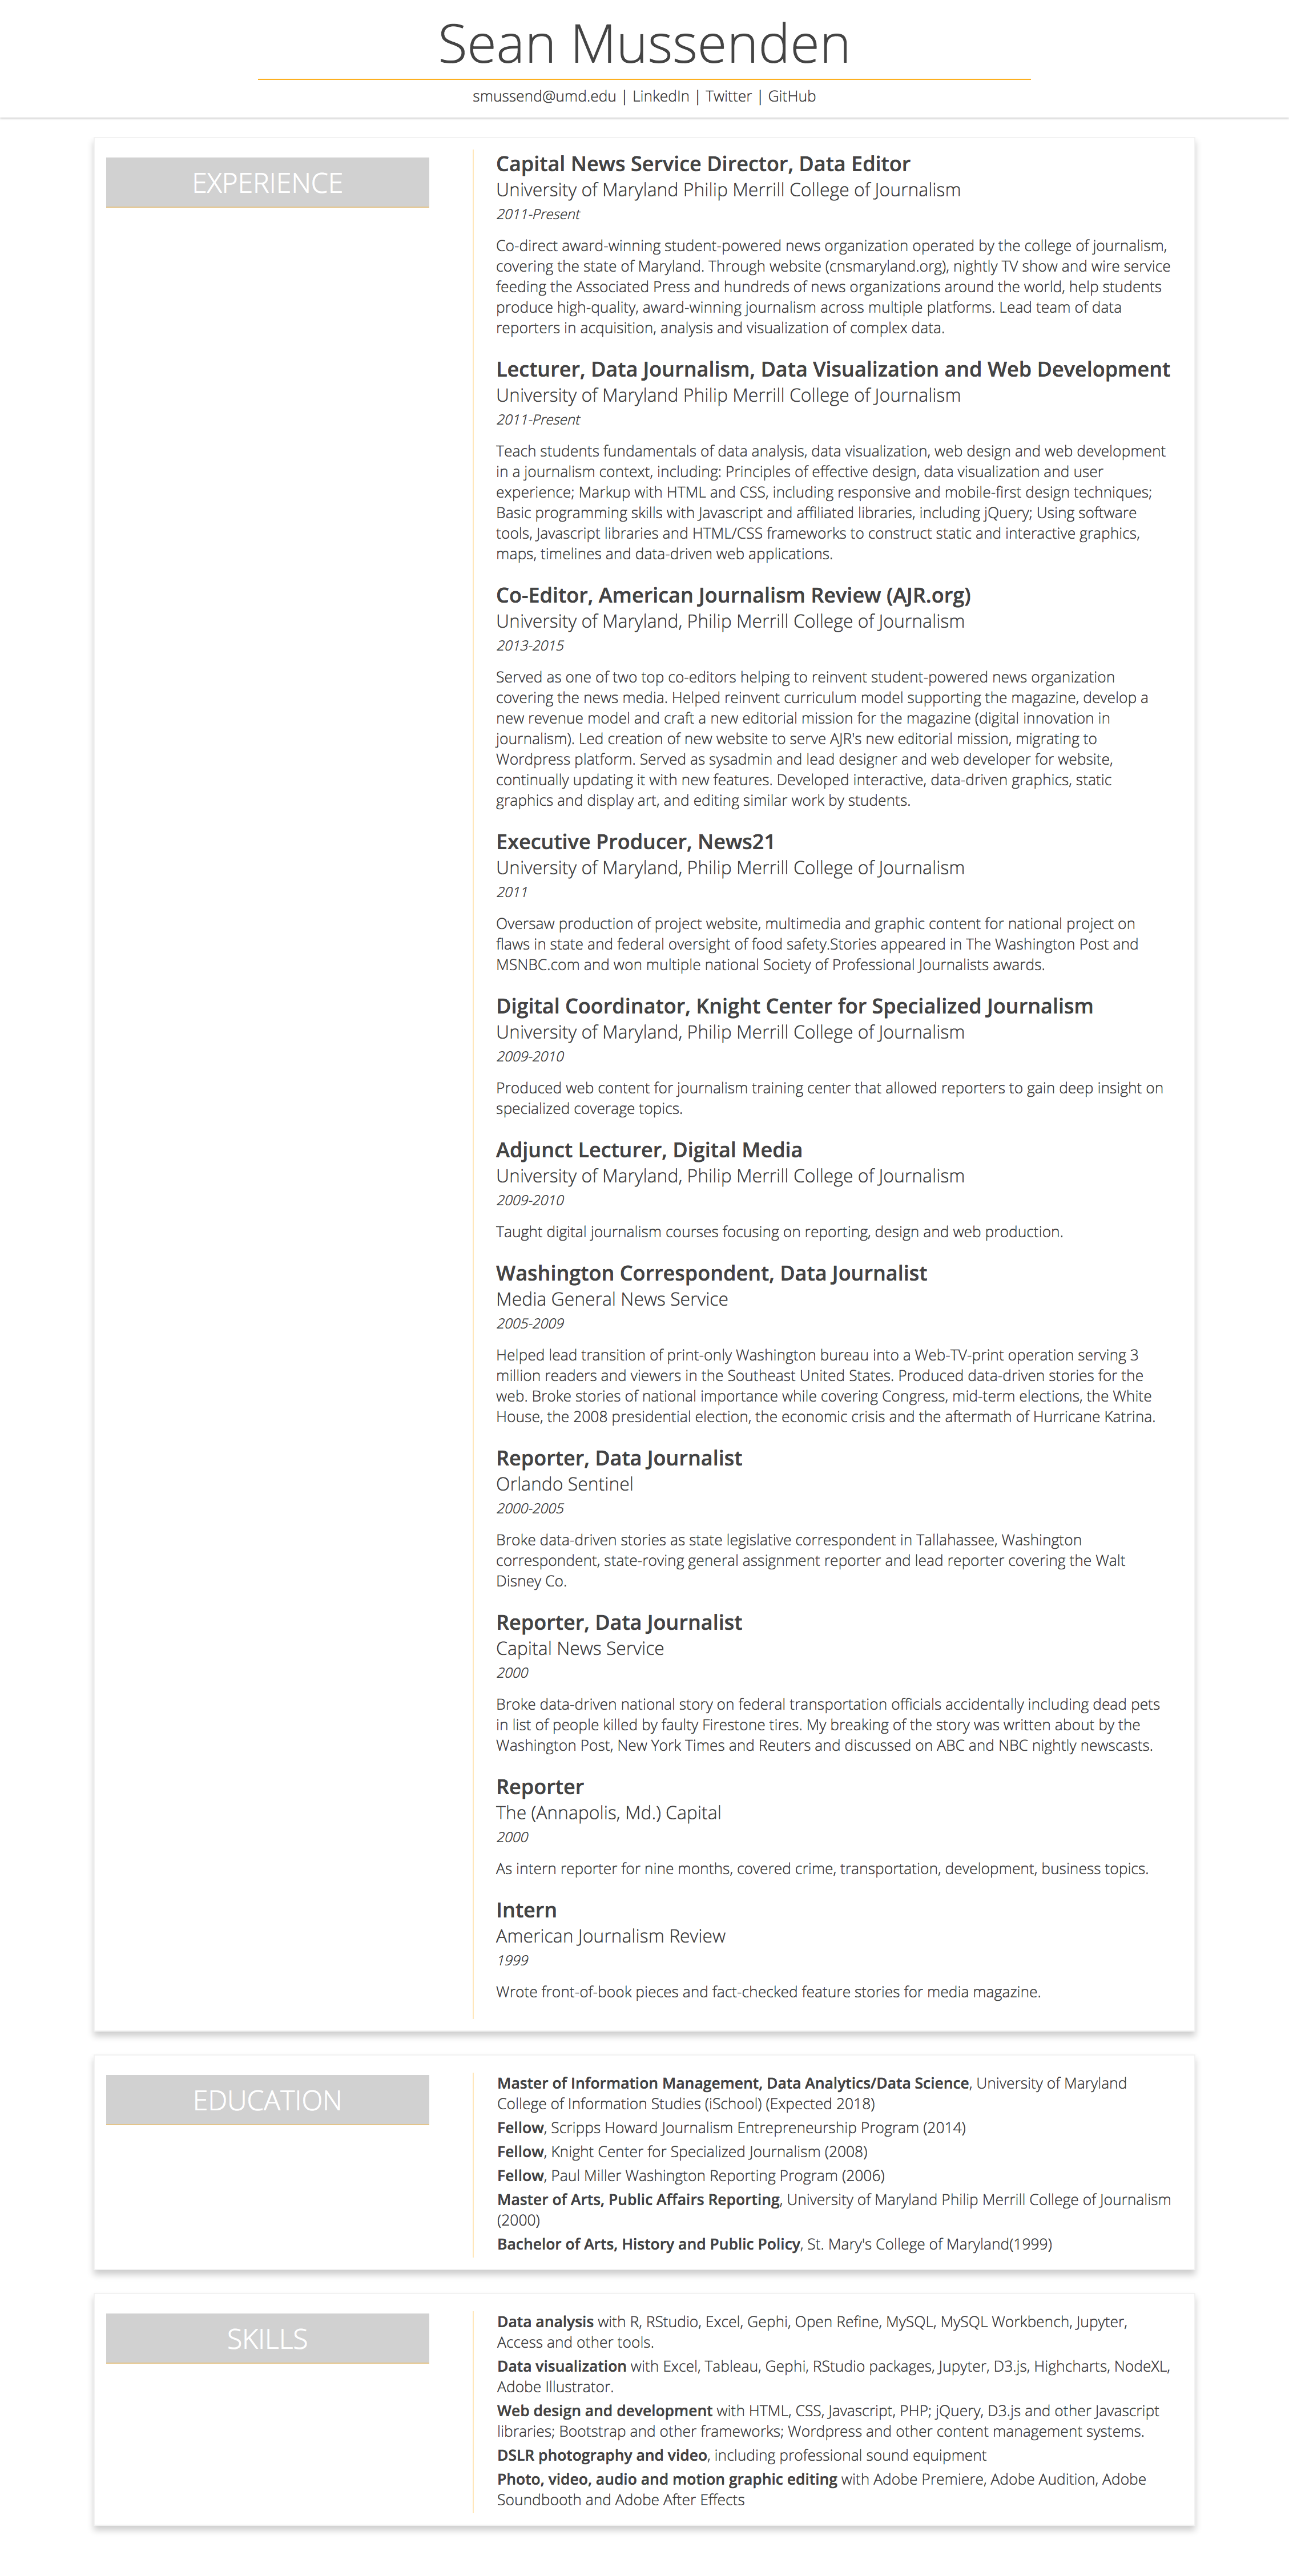 Sean Mussenden
smussend@umd.edu | LinkedIn | Twitter | GitHub
EXPERIENCE
Capital News Service Director, Data Editor
University of Maryland Philip Merrill College of Journalism
2011-Present
Co-direct award-winning student-powered news organization operated by the college of journalism,
covering the state of Maryland. Through website (cnsmaryland.org), nightly TV show and wire service
feeding the Associated Press and hundreds of news organizations around the world, help students
produce high-quality, award-winning journalism across multiple platforms. Lead team of data
reporters in acquisition, analysis and visualization of complex data.
Lecturer, Data Journalism, Data Visualization and Web Development
University of Maryland Philip Merrill College of Journalism
2011-Present
Teach students fundamentals of data analysis, data visualization, web design and web development
in a journalism context, including: Principles of effective design, data visualization and user
experience; Markup with HTML and CSS, including responsive and mobile-first design techniques;
Basic programming skills with Javascript and affiliated libraries, including jQuery; Using software
tools, Javascript libraries and HTML/CSS frameworks to construct static and interactive graphics,
maps, timelines and data-driven web applications.
Co-Editor, American Journalism Review (AJR.org)
University of Maryland, Philip Merrill College of Journalism
2013-2015
Served as one of two top co-editors helping to reinvent student-powered news organization
covering the news media. Helped reinvent curriculum model supporting the magazine, develop a
new revenue model and craft a new editorial mission for the magazine (digital innovation in
journalism). Led creation of new website to serve AJR's new editorial mission, migrating to
Wordpress platform. Served as sysadmin and lead designer and web developer for website,
continually updating it with new features. Developed interactive, data-driven graphics, static
graphics and display art, and editing similar work by students.
Executive Producer, News21
University of Maryland, Philip Merrill College of Journalism
2011
Oversaw production of project website, multimedia and graphic content for national project on
flaws in state and federal oversight of food safety.Stories appeared in The Washington Post and
MSNBC.com and won multiple national Society of Professional Journalists awards.
Digital Coordinator, Knight Center for Specialized Journalism
University of Maryland, Philip Merrill College of Journalism
2009-2010
Produced web content for journalism training center that allowed reporters to gain deep insight on
specialized coverage topics.
Adjunct Lecturer, Digital Media
University of Maryland, Philip Merrill College of Journalism
2009-2010
Taught digital journalism courses focusing on reporting, design and web production.
Washington Correspondent, Data Journalist
Media General News Service
2005-2009
Helped lead transition of print-only Washington bureau into a Web-TV-print operation serving 3
million readers and viewers in the Southeast United States. Produced data-driven stories for the
web. Broke stories of national importance while covering Congress, mid-term elections, the White
House, the 2008 presidential election, the economic crisis and the aftermath of Hurricane Katrina.
Reporter, Data Journalist
Orlando Sentinel
2000-2005
Broke data-driven stories as state legislative correspondent in Tallahassee, Washington
correspondent, state-roving general assignment reporter and lead reporter covering the Walt
Disney Co.
Reporter, Data Journalist
Capital News Service
2000
Broke data-driven national story on federal transportation officials accidentally including dead pets
in list of people killed by faulty Firestone tires. My breaking of the story was written about by the
Washington Post, New York Times and Reuters and discussed on ABC and NBC nightly newscasts.
Reporter
The (Annapolis, Md.) Capital
2000
As intern reporter for nine months, covered crime, transportation, development, business topics.
Intern
American Journalism Review
1999
Wrote front-of-book pieces and fact-checked feature stories for media magazine.
EDUCATION
Master of Information Management, Data Analytics/Data Science, University of Maryland
College of Information Studies (iSchool) (Expected 2018)
Fellow, Scripps Howard Journalism Entrepreneurship Program (2014)
Fellow, Knight Center for Specialized Journalism (2008)
Fellow, Paul Miller Washington Reporting Program (2006)
Master of Arts, Public Affairs Reporting, University of Maryland Philip Merrill College of Journalism
(2000)
Bachelor of Arts, History and Public Policy, St. Mary's College of Maryland(1999)
SKILLS
Data analysis with R, RStudio, Excel, Gephi, Open Refine, MySQL, MySQL Workbench, Jupyter,
Access and other tools.
Data visualization with Excel, Tableau, Gephi, RStudio packages, Jupyter, D3.js, Highcharts, NodeXL,
Adobe Illustrator.
Web design and development with HTML, CSS, Javascript, PHP; jQuery, D3.js and other Javascript
libraries; Bootstrap and other frameworks; Wordpress and other content management systems.
DSLR photography and video, including professional sound equipment
Photo, video, audio and motion graphic editing with Adobe Premiere, Adobe Audition, Adobe
Soundbooth and Adobe After Effects